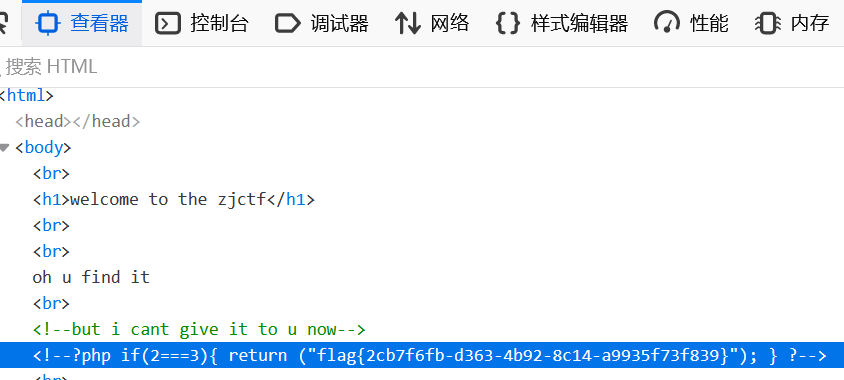 查看器 控制台 调试器 网络 样式编辑器 性能 内存
搜索 HTML
<html>
<head></head>
<body>
<br>
<h1>welcome to the zjctf</h1>
<br>
<br>
oh u find it
<br>
<!--but i cant give it to u now-->
<!--?php if(2===3){ return ("flag{2cb7f6fb-d363-4b92-8c14-a9935f73f839}"); } ?-->
<br>